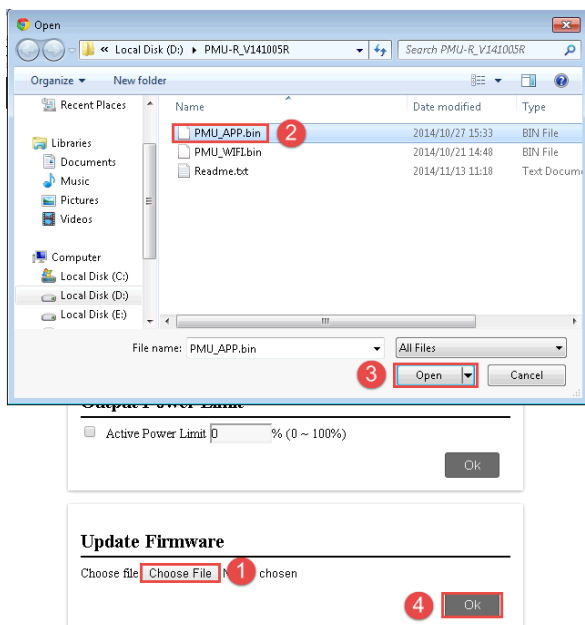 Open
Local Disk (D:) PMU-R_V141005R Search PMU-R_V141005R
Organize New folder
Recent Places
Libraries
Documents
Music
Pictures
Videos
Computer
Local Disk (C:)
Local Disk (D:)
Local Disk (E:)
Name Date modified Type
PMU_APP.bin 2 2014/10/27 15:33 BIN File
PMU_WIFI.bin 2014/10/21 14:48 BIN File
Readme.txt 2014/11/13 11:18 Text Docum
File name: PMU_APP.bin All Files
3 Open Cancel
Output Power Limit
Active Power Limit 0 % (0 ~ 100%)
Ok
Update Firmware
Choose file Choose File 1 chosen
4 Ok